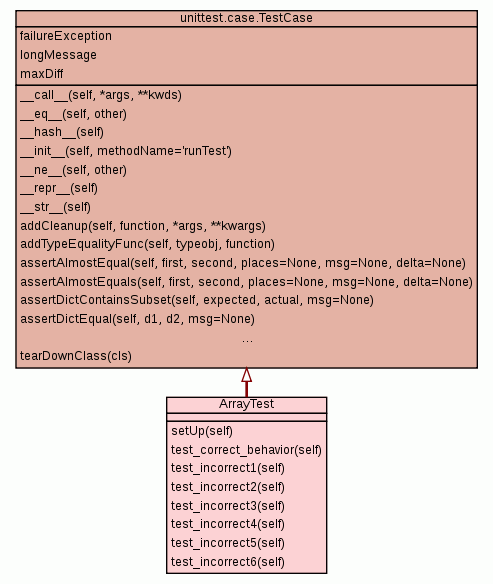 unittest.case.TestCase
failureException
longMessage
maxDiff
__call__(self, *args, **kwds)
__eq__(self, other)
__hash__(self)
__init__(self, methodName='runTest')
__ne__(self, other)
__repr__(self)
__str__(self)
addCleanup(self, function, *args, **kwargs)
addTypeEqualityFunc(self, typeobj, function)
assertAlmostEqual(self, first, second, places=None, msg=None, delta=None)
assertAlmostEquals(self, first, second, places=None, msg=None, delta=None)
assertDictContainsSubset(self, expected, actual, msg=None)
assertDictEqual(self, d1, d2, msg=None)
...
tearDownClass(cls)
ArrayTest
setUp(self)
test_correct_behavior(self)
test_incorrect1(self)
test_incorrect2(self)
test_incorrect3(self)
test_incorrect4(self)
test_incorrect5(self)
test_incorrect6(self)